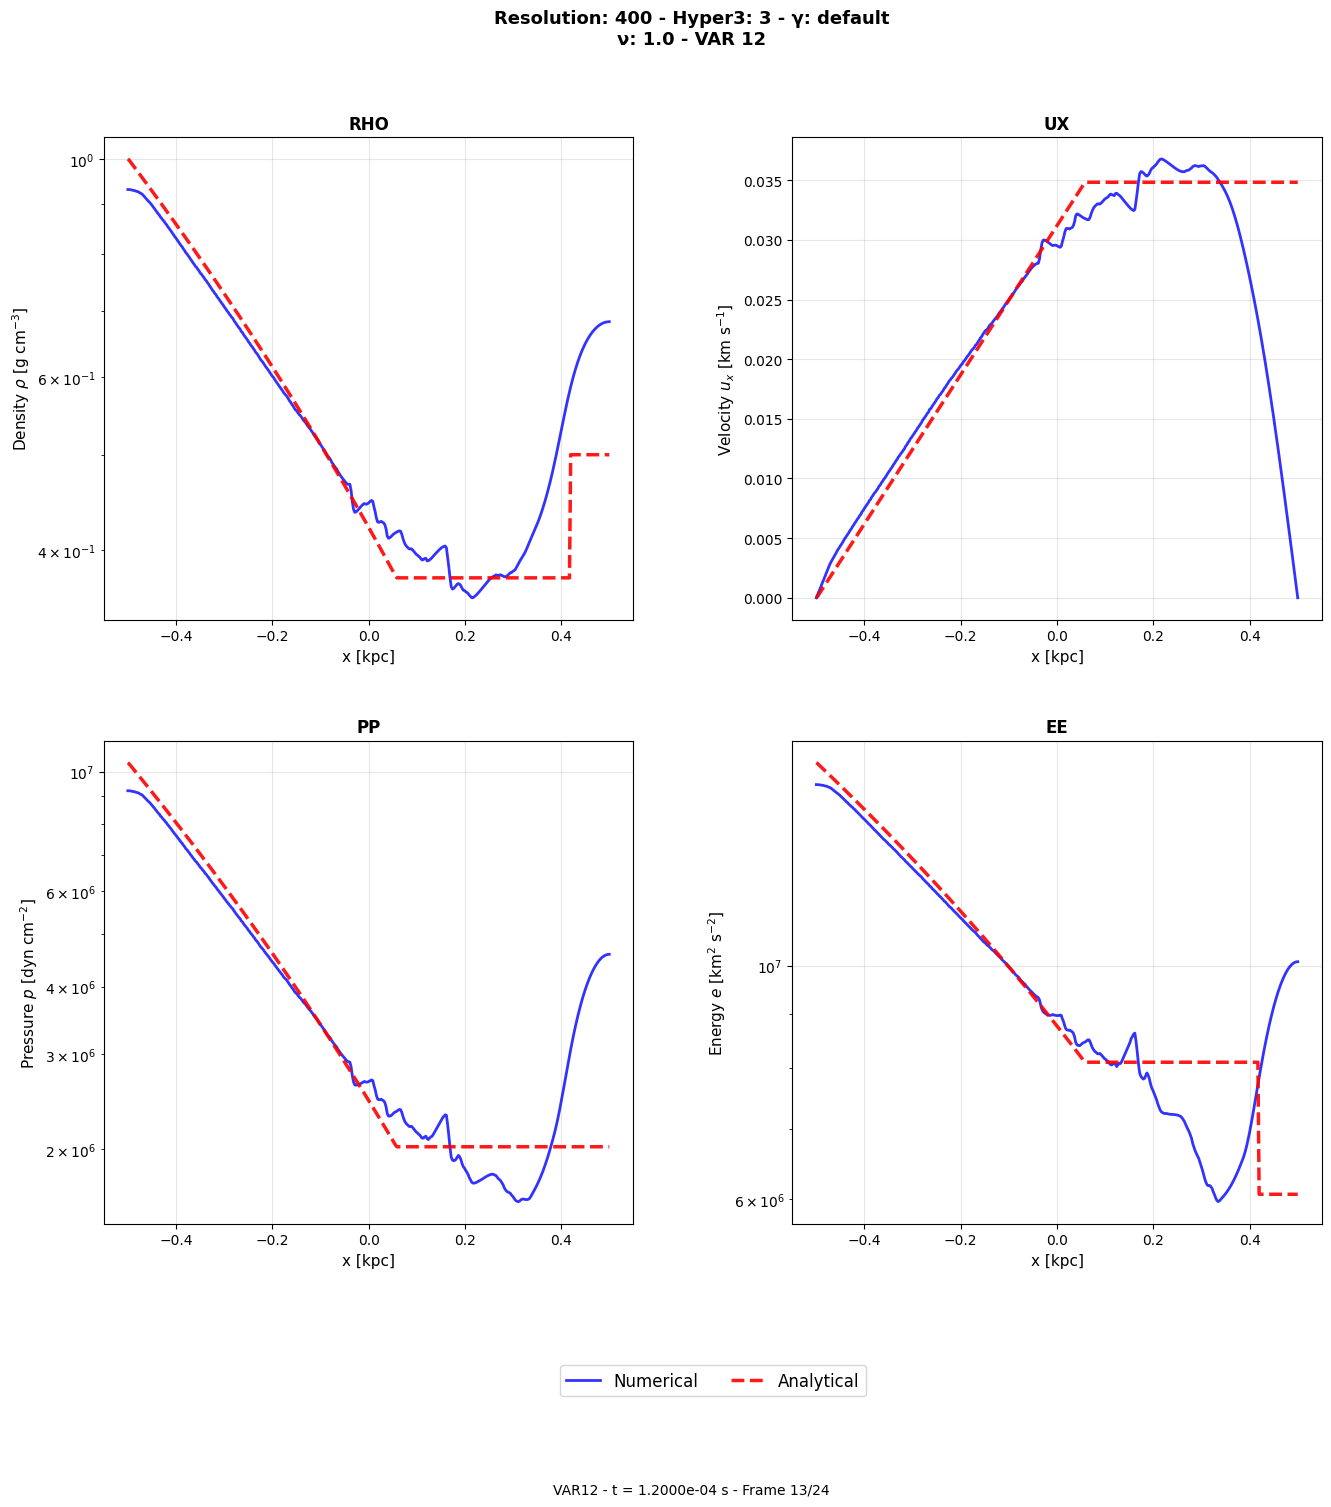 Resolution: 400 - Hyper3: 3 - γ: default
ν: 1.0 - VAR 12
RHO
10⁰
6 × 10⁻¹
4 × 10⁻¹
Density ρ [g cm⁻³]
−0.4 −0.2 0.0 0.2 0.4
x [kpc]
UX
0.035
0.030
0.025
0.020
0.015
0.010
0.005
0.000
Velocity uₓ [km s⁻¹]
−0.4 −0.2 0.0 0.2 0.4
x [kpc]
PP
10⁷
6 × 10⁶
4 × 10⁶
3 × 10⁶
2 × 10⁶
Pressure p [dyn cm⁻²]
−0.4 −0.2 0.0 0.2 0.4
x [kpc]
EE
10⁷
6 × 10⁶
Energy e [km² s⁻²]
−0.4 −0.2 0.0 0.2 0.4
x [kpc]
Numerical Analytical
VAR12 - t = 1.2000e-04 s - Frame 13/24